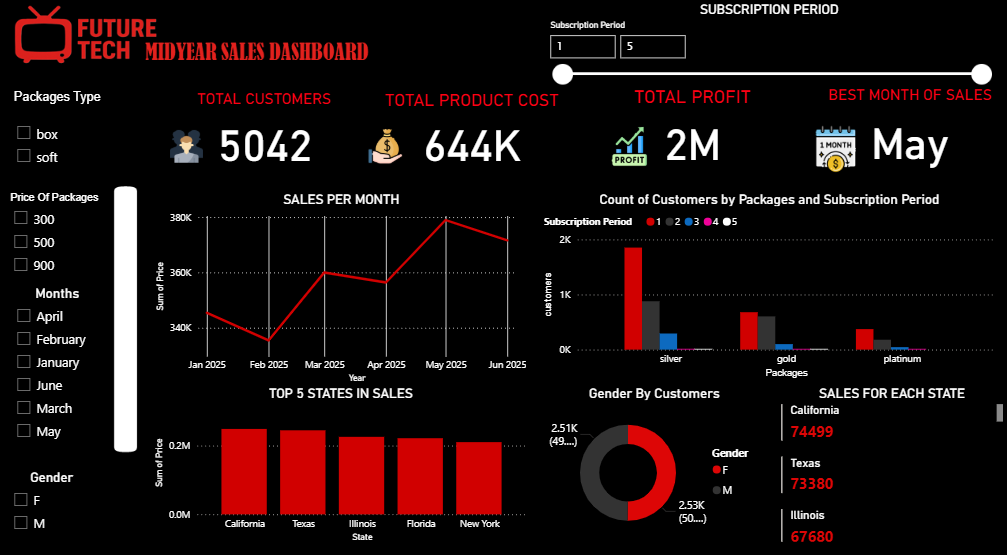 FUTURE
TECH
MIDYEAR SALES DASHBOARD
SUBSCRIPTION PERIOD
Subscription Period
1
5
Packages Type
box
soft
TOTAL CUSTOMERS
5042
TOTAL PRODUCT COST
644K
TOTAL PROFIT
PROFIT
2M
BEST MONTH OF SALES
1 MONTH
May
Price Of Packages
300
500
900
Months
April
February
January
June
March
May
Gender
F
M
SALES PER MONTH
Sum of Price
380K
360K
340K
Jan 2025
Feb 2025
Mar 2025
Apr 2025
May 2025
Jun 2025
Year
Count of Customers by Packages and Subscription Period
Subscription Period
1
2
3
4
5
customers
2K
1K
0K
silver
gold
platinum
Packages
TOP 5 STATES IN SALES
Sum of Price
0.2M
0.0M
California
Texas
Illinois
Florida
New York
State
Gender By Customers
2.51K
(49....)
2.53K
(50....)
Gender
F
M
SALES FOR EACH STATE
California
74499
Texas
73380
Illinois
67680